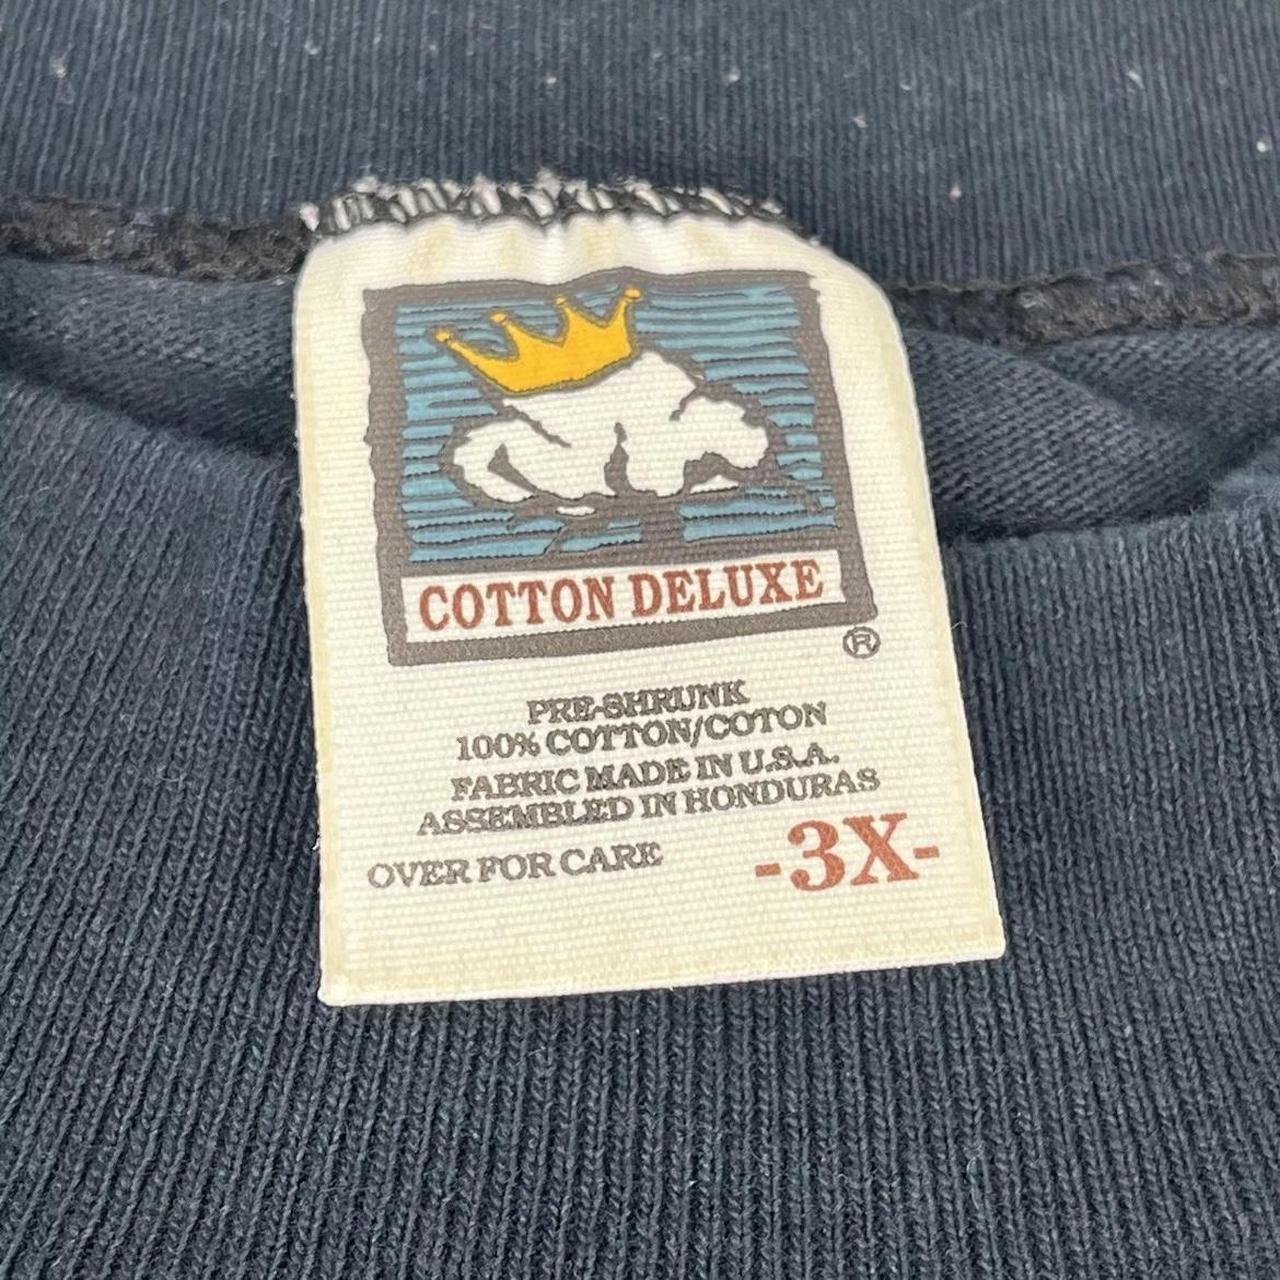 COTTON DELUXE
®
PRE-SHRUNK
100% COTTON/COTON
FABRIC MADE IN U.S.A.
ASSEMBLED IN HONDURAS
OVER FOR CARE
-3X-